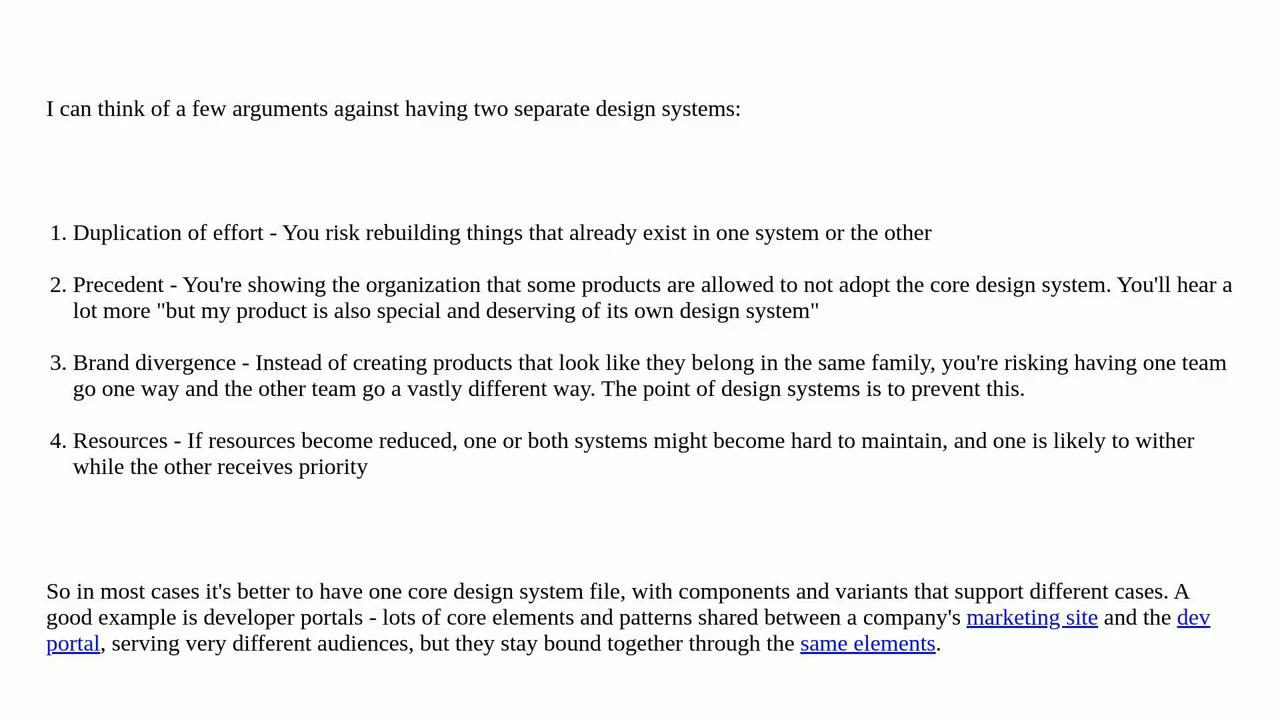 I can think of a few arguments against having two separate design systems:
1. Duplication of effort - You risk rebuilding things that already exist in one system or the other
2. Precedent - You're showing the organization that some products are allowed to not adopt the core design system. You'll hear a
lot more "but my product is also special and deserving of its own design system"
3. Brand divergence - Instead of creating products that look like they belong in the same family, you're risking having one team
go one way and the other team go a vastly different way. The point of design systems is to prevent this.
4. Resources - If resources become reduced, one or both systems might become hard to maintain, and one is likely to wither
while the other receives priority
So in most cases it's better to have one core design system file, with components and variants that support different cases. A
good example is developer portals - lots of core elements and patterns shared between a company's marketing site and the dev
portal, serving very different audiences, but they stay bound together through the same elements.